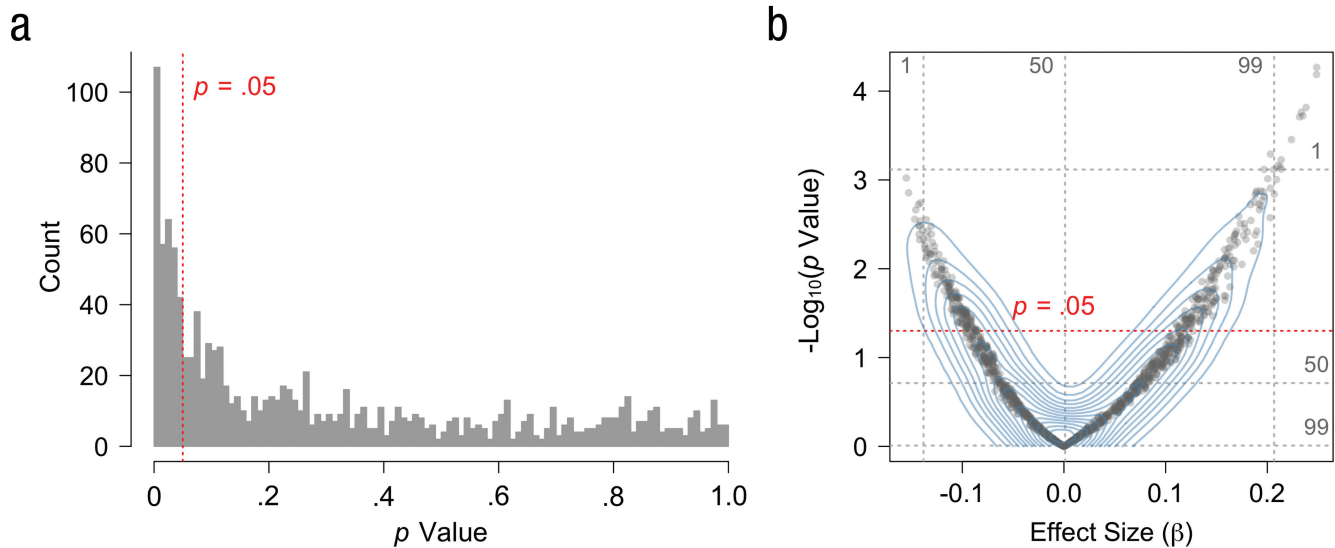 a
Count
100
80
60
40
20
0
p = .05
0 .2 .4 .6 .8 1.0
p Value
b
-Log10(p Value)
4
3
2
1
0
1 50 99
1
p = .05
50
99
-0.1 0.0 0.1 0.2
Effect Size (β)